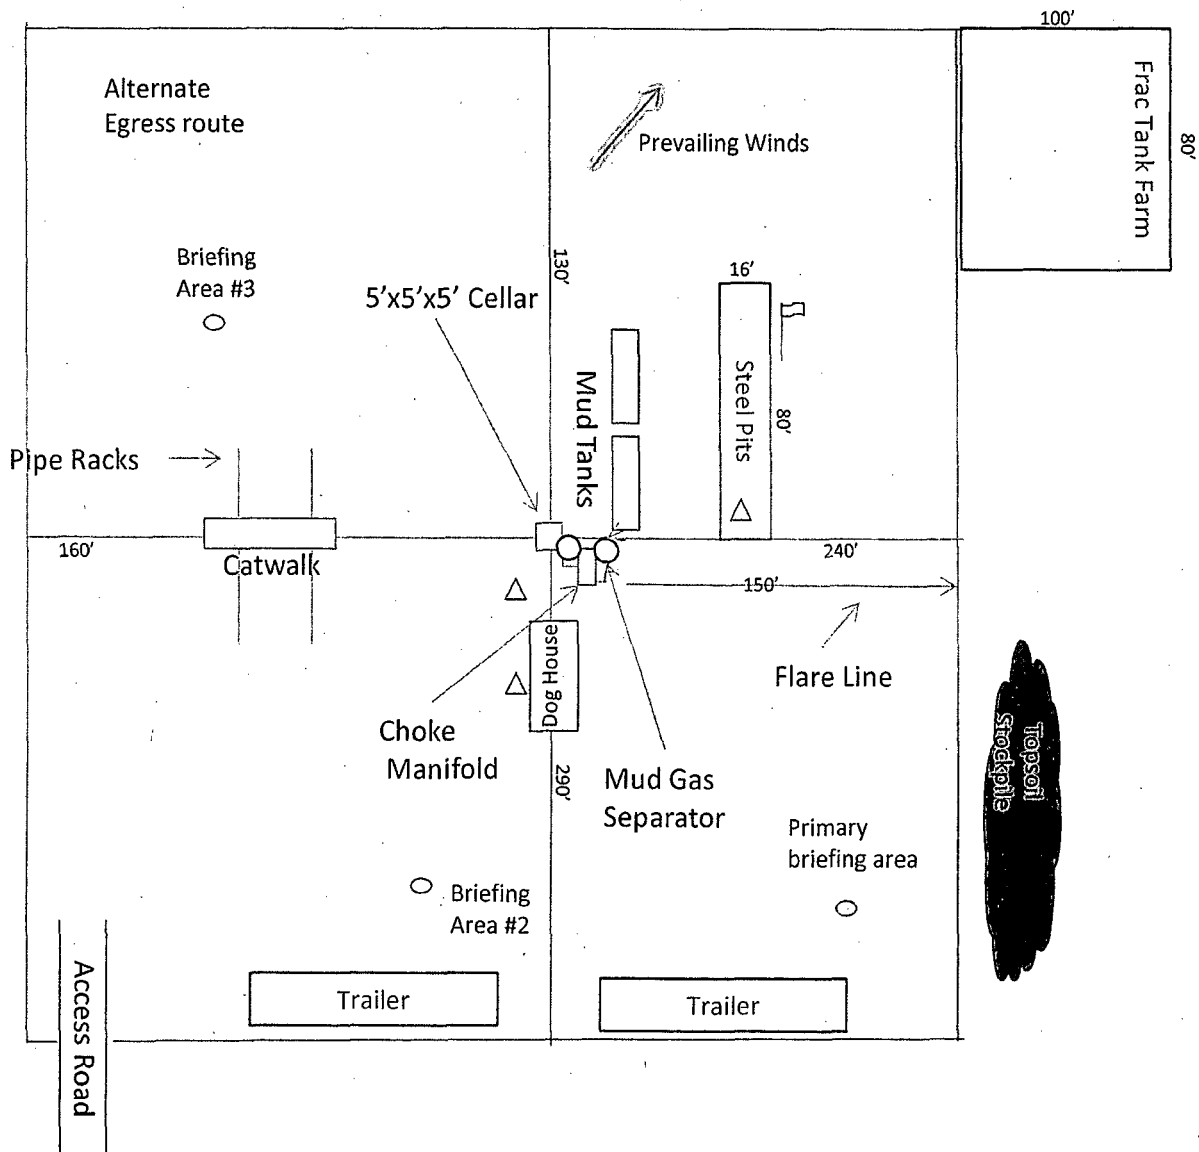 100’
Alternate
Egress route
Prevailing Winds
Frac Tank Farm
80’
Briefing
Area #3
130’
5’x5’x5’ Cellar
16’
Mud Tanks
Steel Pits
80’
Pipe Racks
160’
Catwalk
240’
150’
Dog House
Flare Line
Choke
Manifold
290’
Mud Gas
Separator
Topsoil
Stockpile
Primary
briefing area
Briefing
Area #2
Access Road
Trailer
Trailer